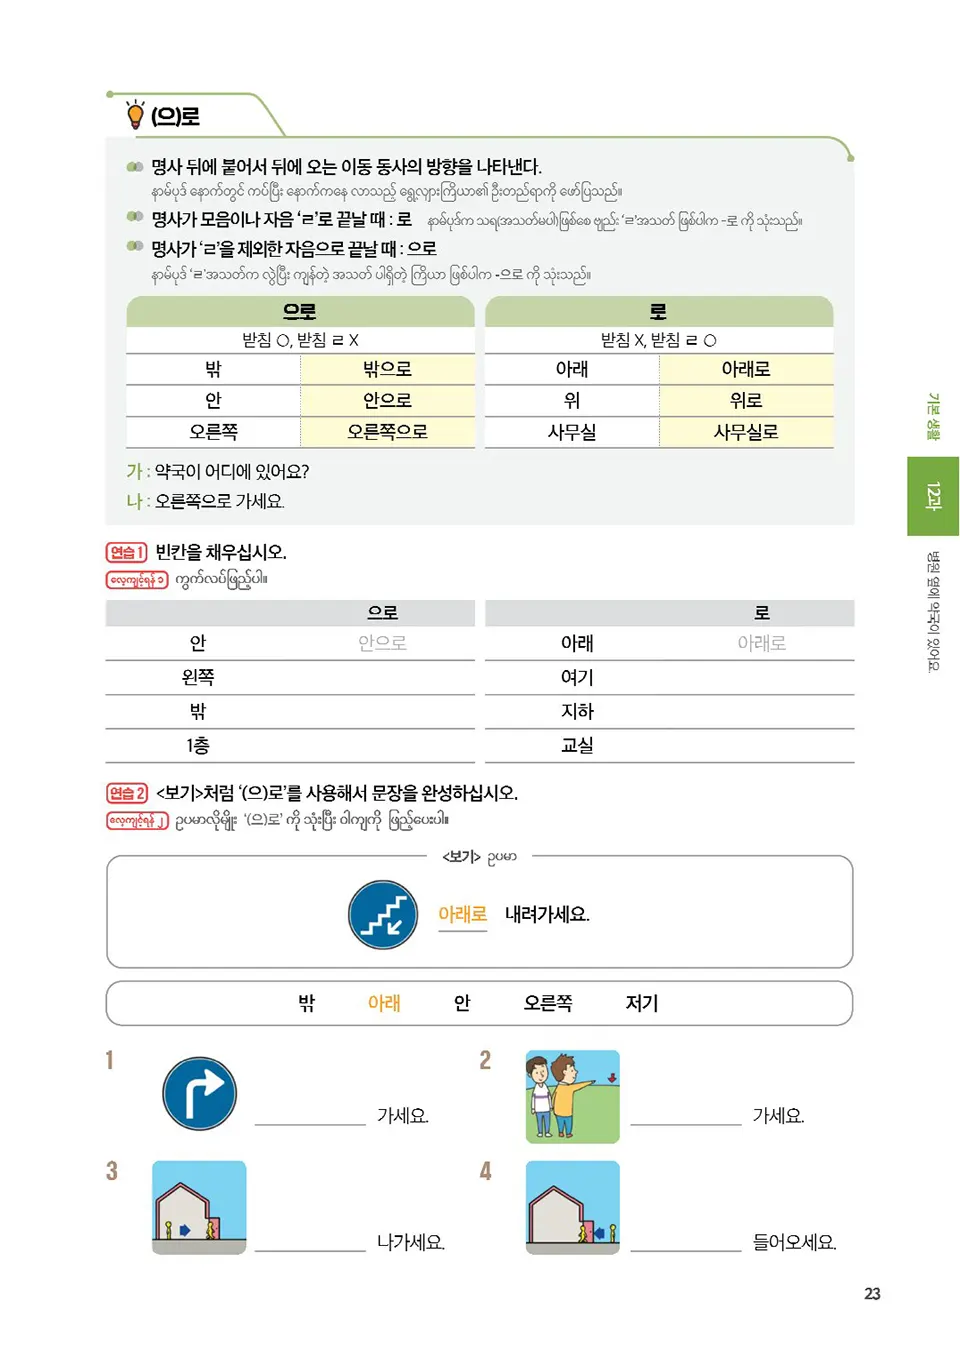 (으)로
명사 뒤에 붙어서 뒤에 오는 이동 동사의 방향을 나타낸다.
နာမ်ပုဒ် နောက်တွင် ကပ်ပြီး နောက်ကနေ လာသည့် ရွေ့လျားကြိယာ၏ ဦးတည်ရာကို ဖော်ပြသည်။
명사가 모음이나 자음 ‘ㄹ’로 끝날 때 : 로 နာမ်ပုဒ်က သရ(အသတ်မပါ)ဖြစ်စေ ဗျည်း ‘ㄹ’အသတ် ဖြစ်ပါက -로 ကို သုံးသည်။
명사가 ‘ㄹ’을 제외한 자음으로 끝날 때 : 으로
နာမ်ပုဒ် ‘ㄹ’အသတ်က လွဲပြီး ကျန်တဲ့ အသတ် ပါရှိတဲ့ ကြိယာ ဖြစ်ပါက -으로 ကို သုံးသည်။
으로 로
받침 O, 받침 ㄹ X 받침 X, 받침 ㄹ O
밖 밖으로 아래 아래로
안 안으로 위 위로
오른쪽 오른쪽으로 사무실 사무실로
가 : 약국이 어디에 있어요?
나 : 오른쪽으로 가세요.
연습 1 빈칸을 채우십시오.
လေ့ကျင့်ရန် ၁ ကွက်လပ်ဖြည့်ပါ။
으로 로
안 안으로 아래 아래로
왼쪽 여기
밖 지하
1층 교실
연습 2 <보기>처럼 ‘(으)로’를 사용해서 문장을 완성하십시오.
လေ့ကျင့်ရန် ၂ ဥပမာလိုမျိုး ‘(으)로’ ကို သုံးပြီး ဝါကျကို ဖြည့်ပေးပါ။
<보기> ဥပမာ
아래로 내려가세요.
밖 아래 안 오른쪽 저기
1 가세요.
2 가세요.
3 나가세요.
4 들어오세요.
기본 생활
12과
병원 옆에 약국이 있어요.
23